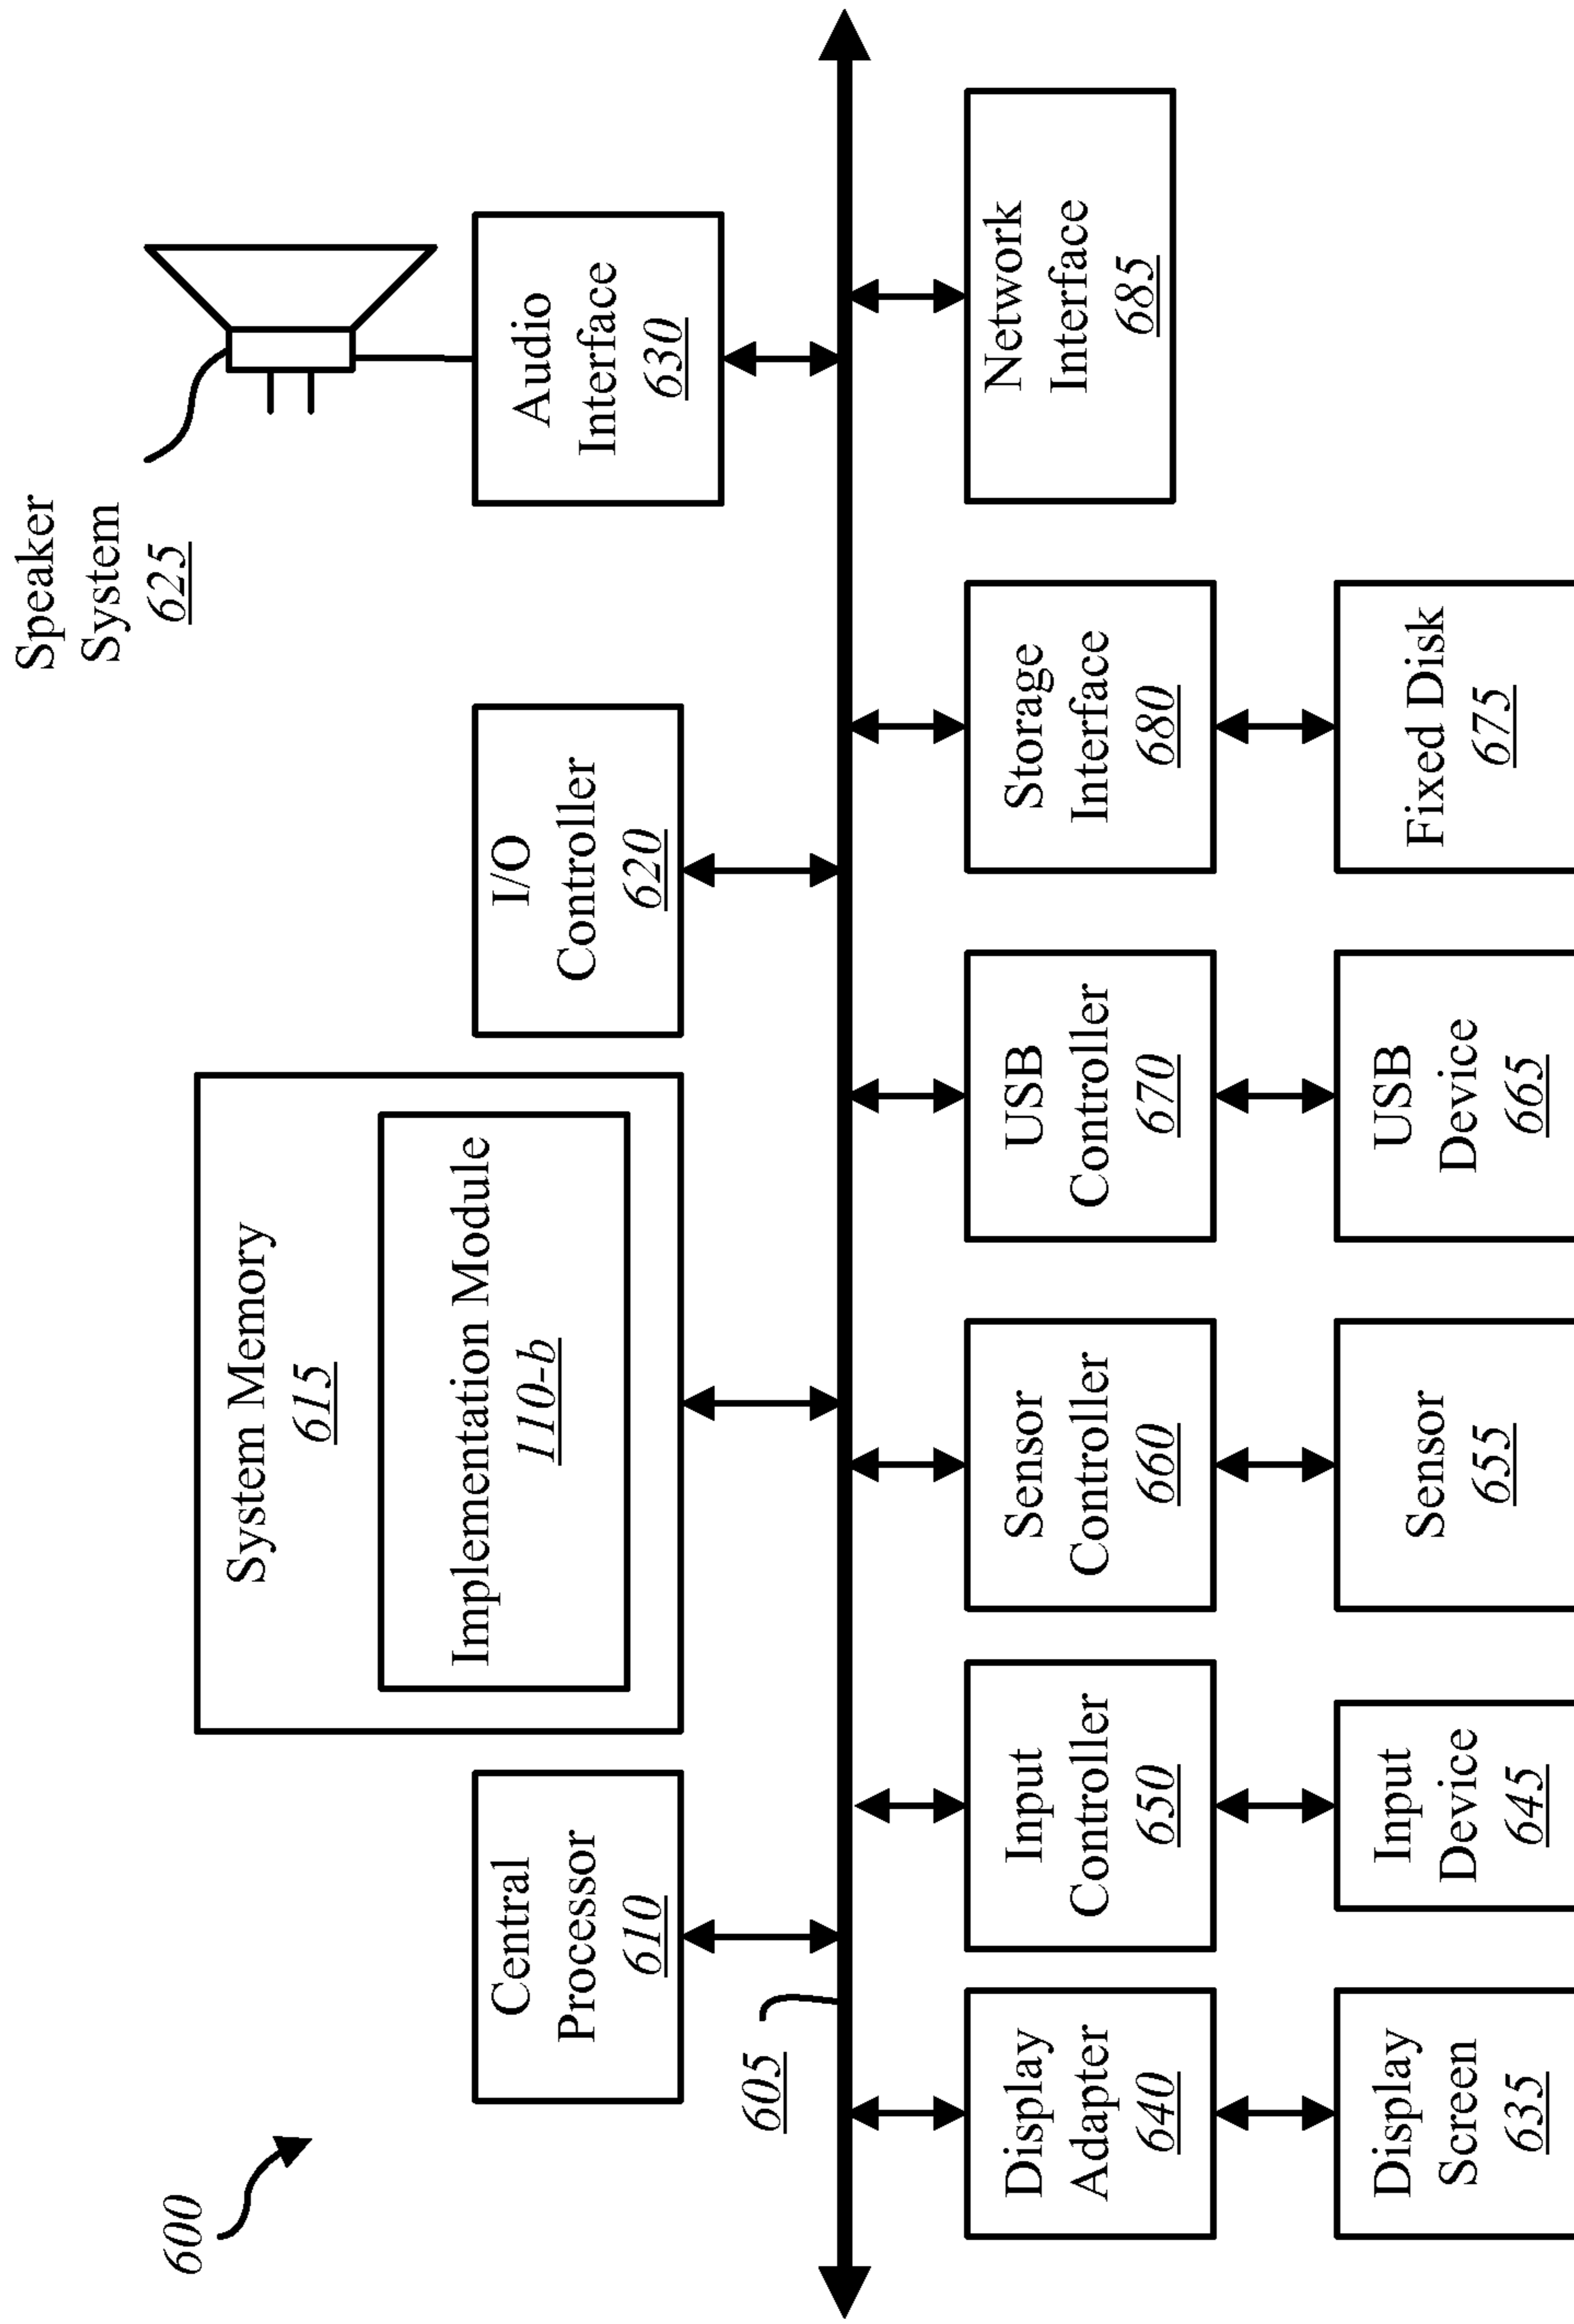 600
Speaker
System
625
Central
Processor
610
System Memory
615
Implementation Module
110-b
I/O
Controller
620
Audio
Interface
630
605
Display
Adapter
640
Input
Controller
650
Sensor
Controller
660
USB
Controller
670
Storage
Interface
680
Network
Interface
685
Display
Screen
635
Input
Device
645
Sensor
655
USB
Device
665
Fixed Disk
675